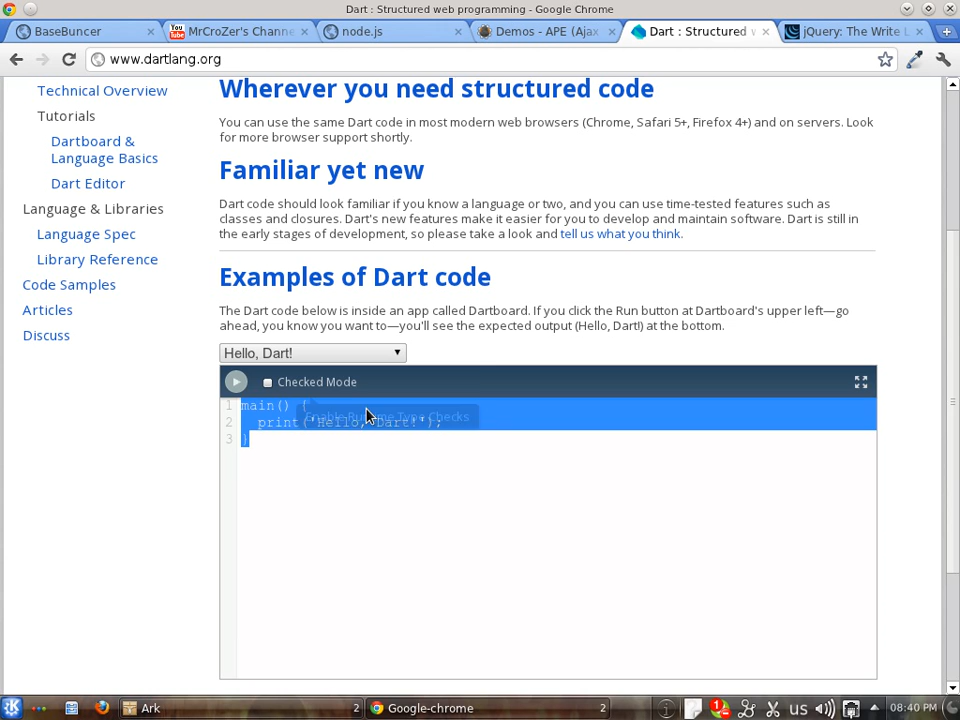 Dart : Structured web programming - Google Chrome
BaseBuncer
You Tube
MrCroZer's Channe
node.js
Demos - APE (Ajax
Dart : Structured w
jQuery: The Write L
www.dartlang.org
Technical Overview
Tutorials
Dartboard &
Language Basics
Dart Editor
Language & Libraries
Language Spec
Library Reference
Code Samples
Articles
Discuss
Wherever you need structured code
You can use the same Dart code in most modern web browsers (Chrome, Safari 5+, Firefox 4+) and on servers. Look
for more browser support shortly.
Familiar yet new
Dart code should look familiar if you know a language or two, and you can use time-tested features such as
classes and closures. Dart's new features make it easier for you to develop and maintain software. Dart is still in
the early stages of development, so please take a look and tell us what you think.
Examples of Dart code
The Dart code below is inside an app called Dartboard. If you click the Run button at Dartboard's upper left—go
ahead, you know you want to—you'll see the expected output (Hello, Dart!) at the bottom.
Hello, Dart!
Checked Mode
1 main() {
Enable Runtime Type Checks
2 print('Hello, Dart!');
3 }
Ark 2
Google-chrome 2
1
us
08:40 PM